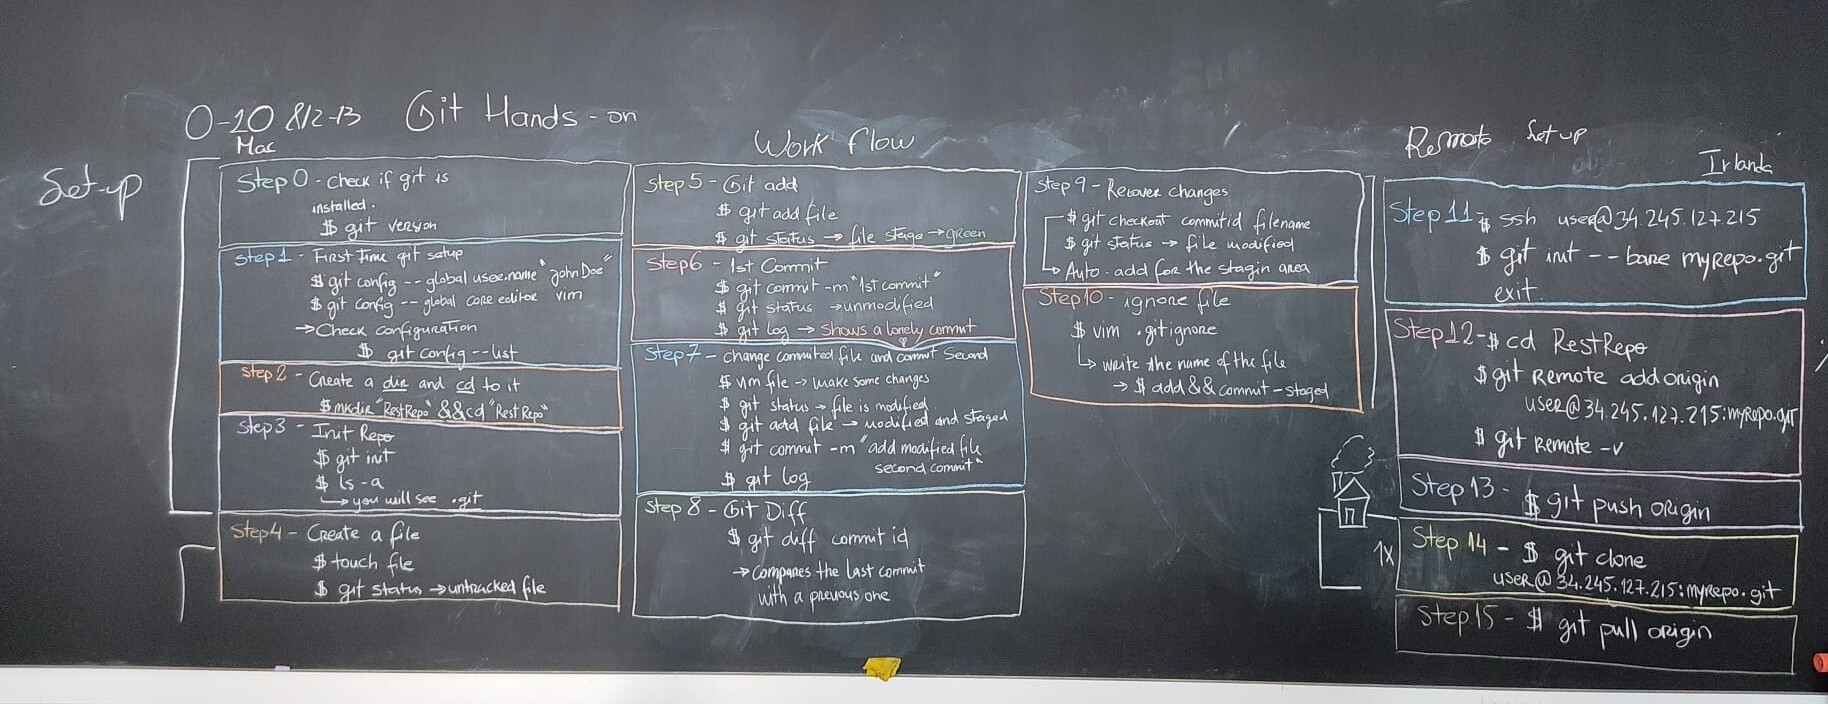 0-10 &12-13 Git Hands-on
Mac
Set-up
Step 0 - check if git is
installed.
$ git version
Step 1 - First Time git setup
$ git config --global user.name "john Doe"
$ git config --global core editor vim
→ Check configuration
$ git config --list
Step 2 - Create a dir and cd to it
$ mkdir "RestRepo" && cd "RestRepo"
Step 3 - Init Repo
$ git init
$ ls -a
↳ you will see .git
Step 4 - Create a file
$ touch file
$ git status → untracked file
Work flow
Step 5 - Git add
$ git add file
$ git status → file stage → green
Step 6 - 1st Commit
$ git commit -m "1st commit"
$ git status → unmodified
$ git log → shows a lonely commit
Step 7 - change commited file and commit Second
$ vim file → make some changes
$ git status → file is modified
$ git add file → modified and staged
$ git commit -m "add modified file
second commit"
$ git log
Step 8 - Git Diff
$ git diff commit id
→ Compares the last commit
with a previous one
Step 9 - Recover changes
$ git checkout commitid filename
$ git status → file modified
↳ Auto-add for the stagin area
Step 10 - ignore file
$ vim .gitignore
↳ write the name of the file
→ $ add && commit - staged
Remote Set up
Irlanda
Step 11 - $ ssh user@34.245.127.215
$ git init --bare myrepo.git
exit.
Step 12 - $ cd RestRepo
$ git Remote add origin
user@34.245.127.215:myrepo.git
$ git Remote -v
Step 13 - $ git push origin
1x
Step 14 - $ git clone
user@34.245.127.215:myrepo.git
Step 15 - $ git pull origin